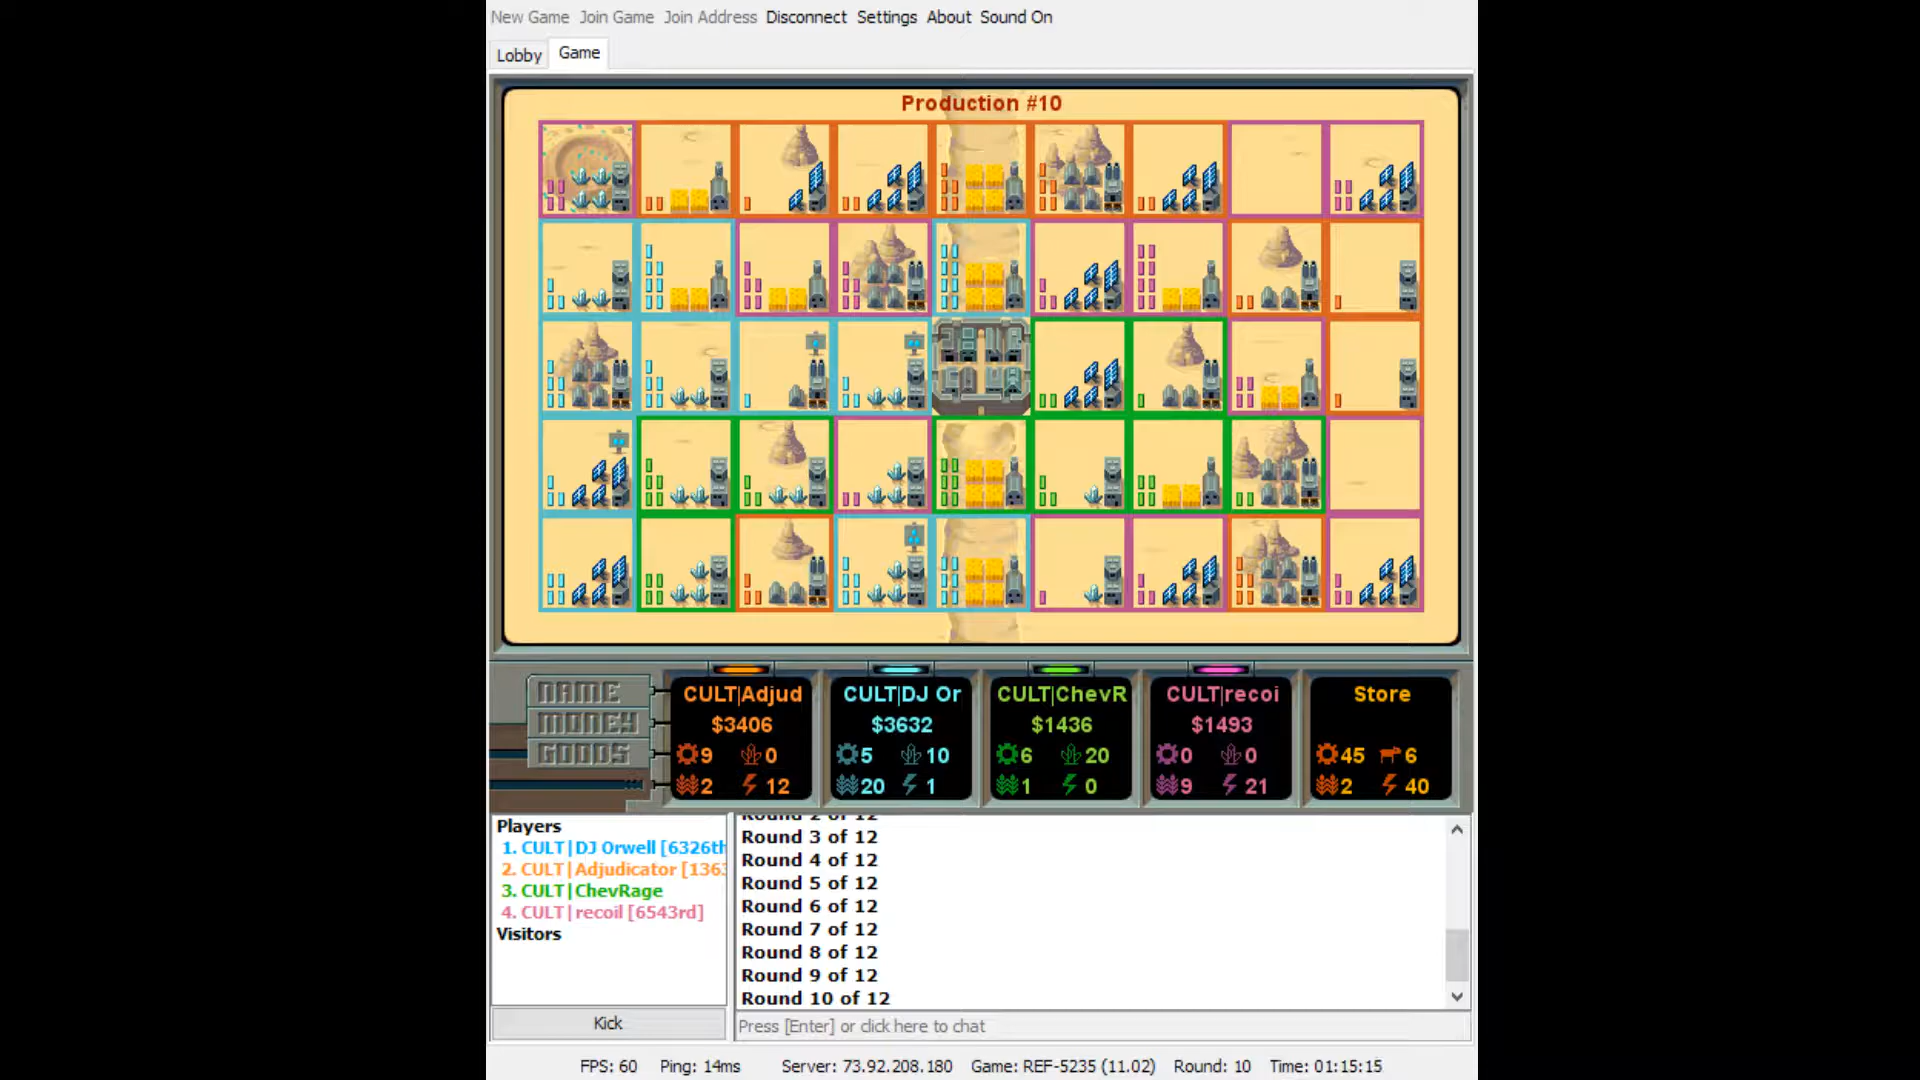 New Game Join Game Join Address Disconnect Settings About Sound On
Lobby Game
Production #10
NAME
MONEY
GOODS
CULT|Adjud
$3406
9 0
2 12
CULT|DJ Or
$3632
5 10
20 1
CULT|ChevR
$1436
6 20
1 0
CULT|recoi
$1493
0 0
9 21
Store
45 6
2 40
Players
1. CULT|DJ Orwell [6326th
2. CULT|Adjudicator [1363
3. CULT|ChevRage
4. CULT|recoil [6543rd]
Visitors
Kick
Round 2 of 12
Round 3 of 12
Round 4 of 12
Round 5 of 12
Round 6 of 12
Round 7 of 12
Round 8 of 12
Round 9 of 12
Round 10 of 12
Press [Enter] or click here to chat
FPS: 60 Ping: 14ms Server: 73.92.208.180 Game: REF-5235 (11.02) Round: 10 Time: 01:15:15